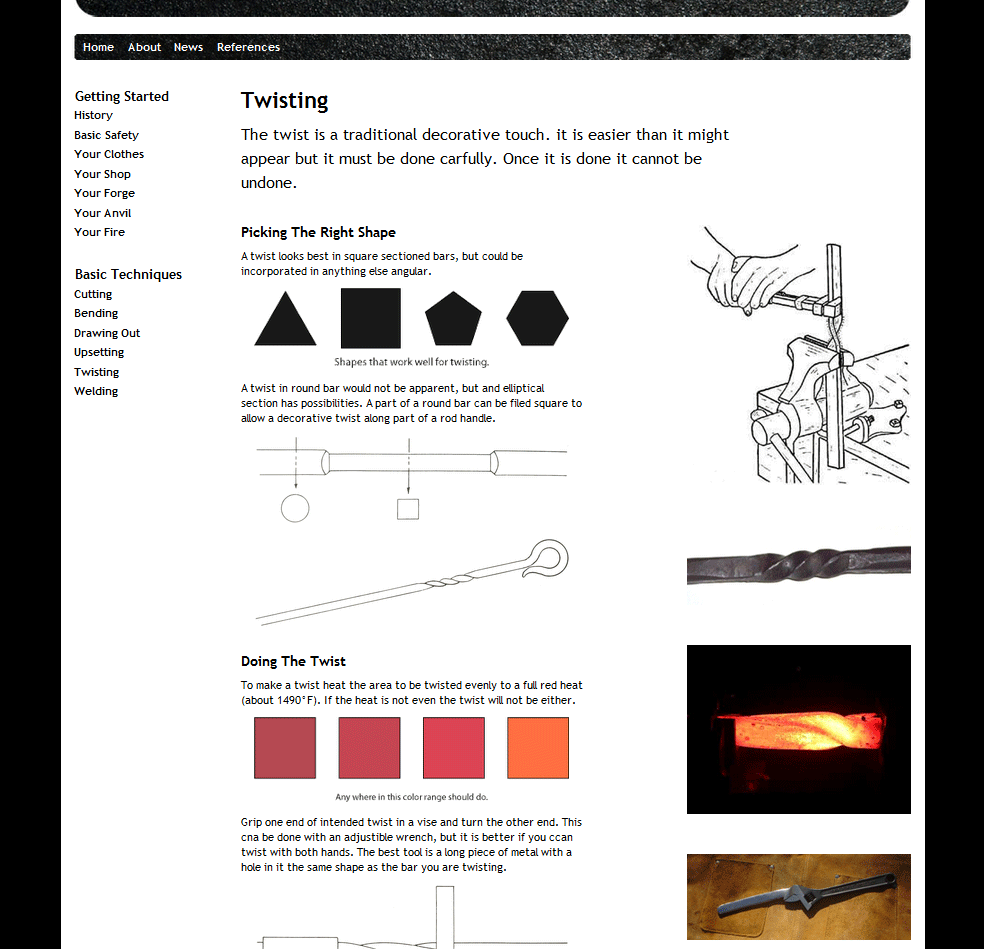 Home About News References
Getting Started
History
Basic Safety
Your Clothes
Your Shop
Your Forge
Your Anvil
Your Fire
Basic Techniques
Cutting
Bending
Drawing Out
Upsetting
Twisting
Welding
Twisting
The twist is a traditional decorative touch. it is easier than it might
appear but it must be done carfully. Once it is done it cannot be
undone.
Picking The Right Shape
A twist looks best in square sectioned bars, but could be
incorporated in anything else angular.
Shapes that work well for twisting.
A twist in round bar would not be apparent, but and elliptical
section has possibilities. A part of a round bar can be filed square to
allow a decorative twist along part of a rod handle.
Doing The Twist
To make a twist heat the area to be twisted evenly to a full red heat
(about 1490°F). If the heat is not even the twist will not be either.
Any where in this color range should do.
Grip one end of intended twist in a vise and turn the other end. This
cna be done with an adjustible wrench, but it is better if you ccan
twist with both hands. The best tool is a long piece of metal with a
hole in it the same shape as the bar you are twisting.